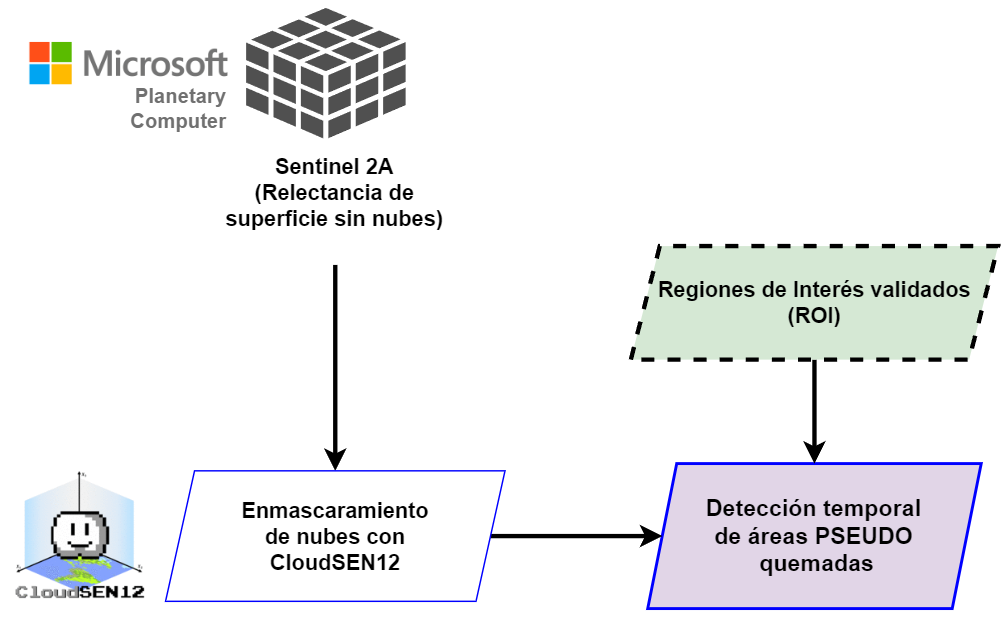 Microsoft
Planetary
Computer
Sentinel 2A
(Relectancia de
superficie sin nubes)
Regiones de Interés validados
(ROI)
Enmascaramiento
de nubes con
CloudSEN12
Detección temporal
de áreas PSEUDO
quemadas
CloudSEN12